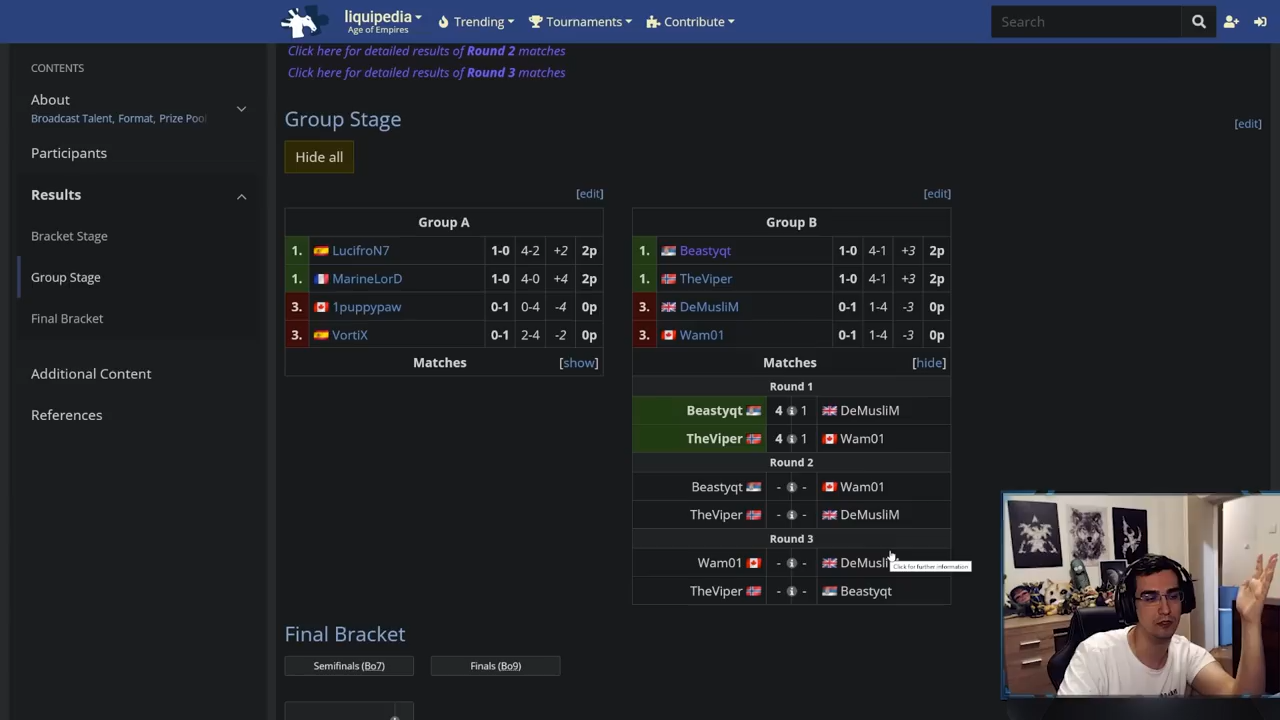 liquipedia
Age of Empires
Trending
Tournaments
Contribute
Search
CONTENTS
About
Broadcast Talent, Format, Prize Pool
Participants
Results
Bracket Stage
Group Stage
Final Bracket
Additional Content
References
Click here for detailed results of Round 2 matches
Click here for detailed results of Round 3 matches
Group Stage
[edit]
Hide all
[edit]
Group A
1. LucifroN7 1-0 4-2 +2 2p
1. MarineLorD 1-0 4-0 +4 2p
3. 1puppypaw 0-1 0-4 -4 0p
3. VortiX 0-1 2-4 -2 0p
Matches [show]
[edit]
Group B
1. Beastyqt 1-0 4-1 +3 2p
1. TheViper 1-0 4-1 +3 2p
3. DeMusliM 0-1 1-4 -3 0p
3. Wam01 0-1 1-4 -3 0p
Matches [hide]
Round 1
Beastyqt 4 1 DeMusliM
TheViper 4 1 Wam01
Round 2
Beastyqt - - Wam01
TheViper - - DeMusliM
Round 3
Wam01 - -
Click for further information
TheViper - - Beastyqt
Final Bracket
Semifinals (Bo7)
Finals (Bo9)